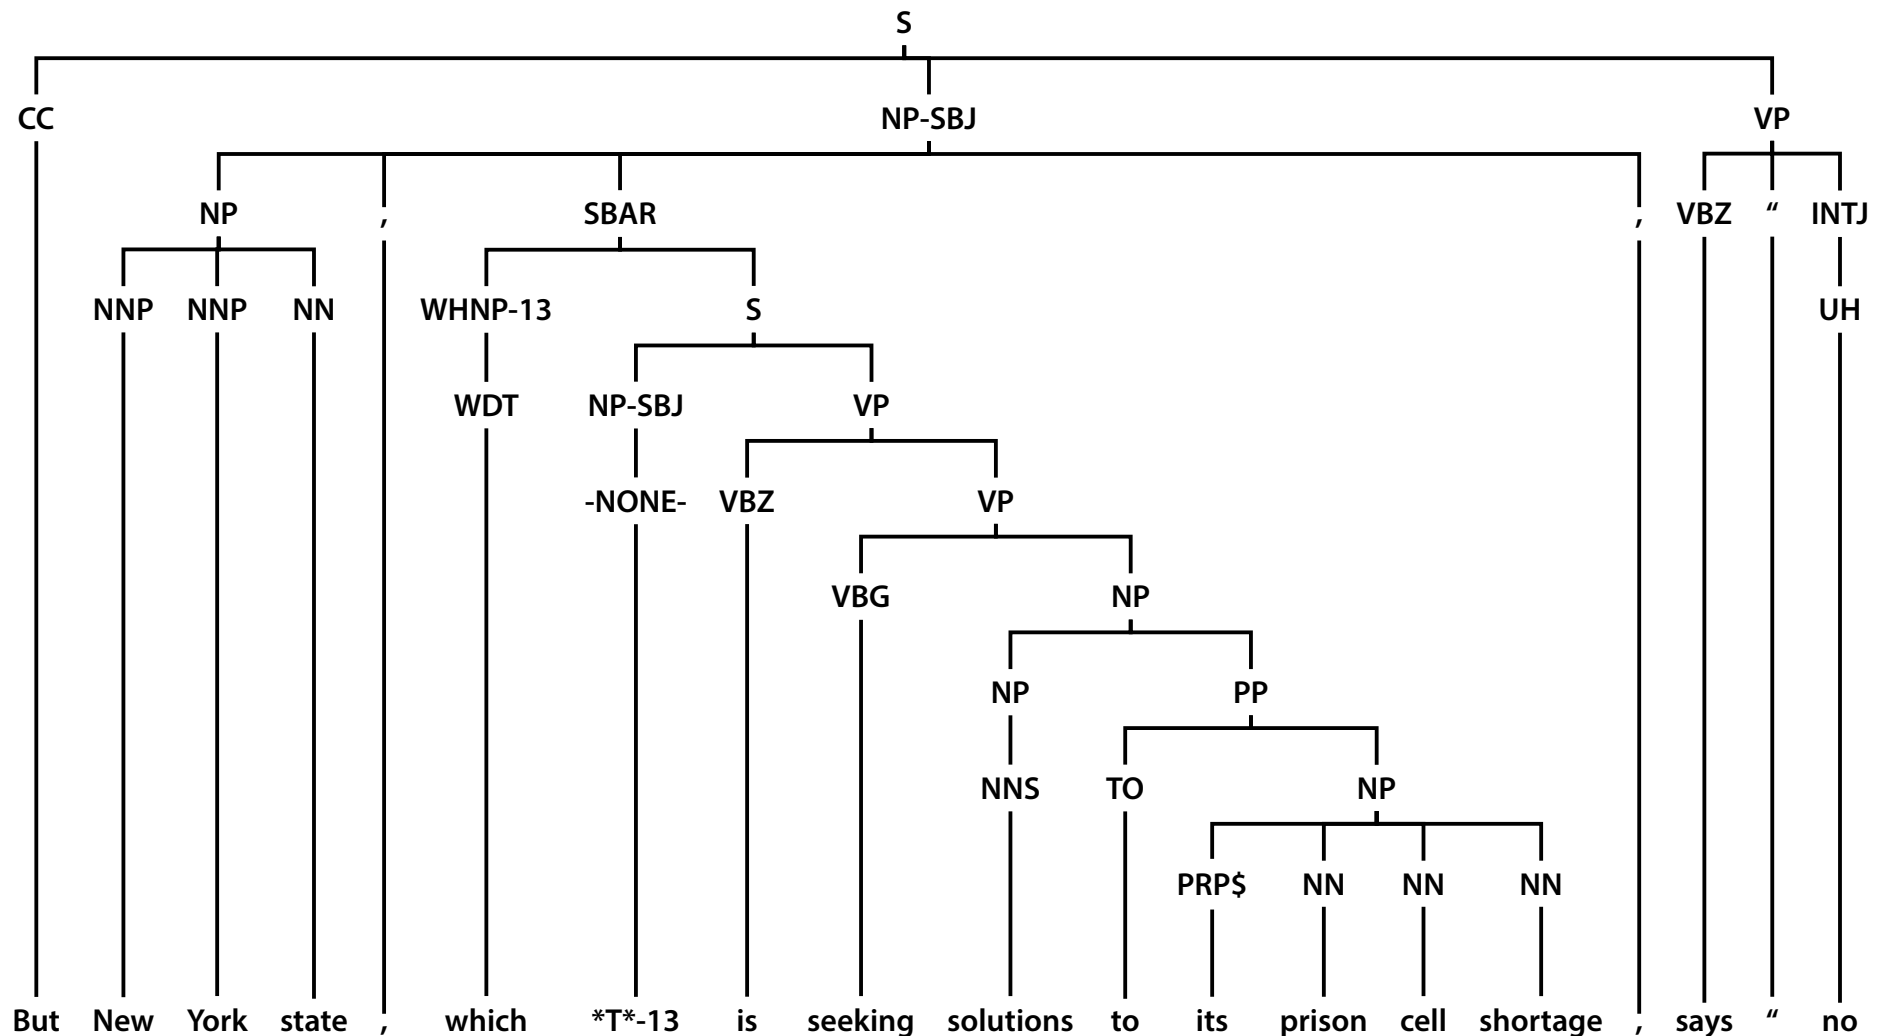 S
CC NP-SBJ VP
NP , SBAR , VBZ “ INTJ
NNP NNP NN WHNP-13 S UH
WDT NP-SBJ VP
-NONE- VBZ VP
VBG NP
NP PP
NNS TO NP
PRP$ NN NN NN
But New York state , which *T*-13 is seeking solutions to its prison cell shortage , says “ no